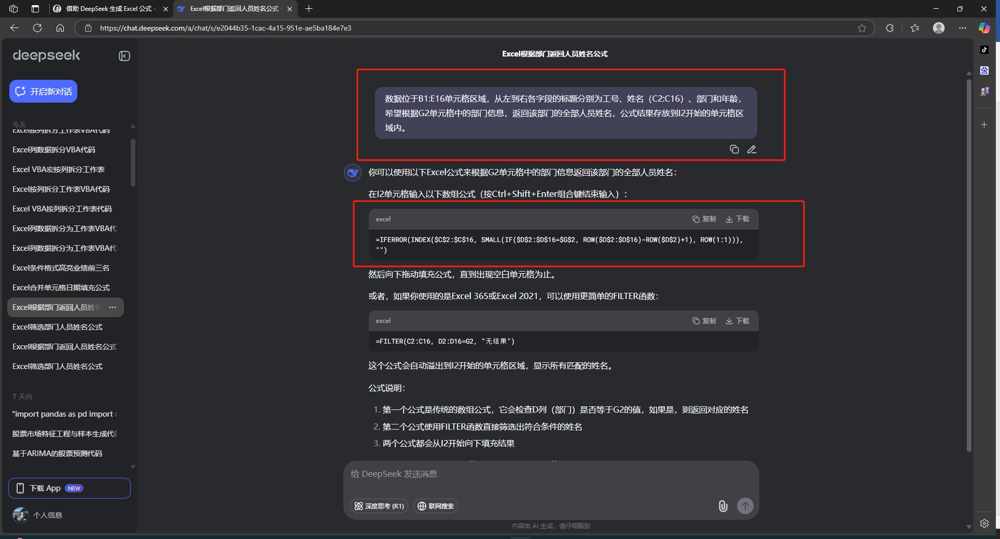 借助 DeepSeek 生成 Excel 公式 -
Excel根据部门返回人员姓名公式 -
https://chat.deepseek.com/a/chat/s/e2044b35-1cac-4a15-951e-ae5ba184e7e3
deepseek
开启新对话
今天
Excel按列拆分工作表VBA代码
Excel列数据拆分VBA代码
Excel VBA宏按列拆分工作表
Excel按列拆分工作表VBA代码
Excel VBA按列拆分工作表代码
Excel列数据拆分为工作表VBA代
Excel列数据拆分为工作表VBA代
Excel条件格式高亮业绩前三名
Excel合并单元格日期填充公式
Excel根据部门返回人员姓名
Excel筛选部门人员姓名公式
Excel根据部门返回人员姓名公式
Excel筛选部门人员姓名公式
7 天内
“import pandas as pd import
股票市场特征工程与样本生成代码
基于ARIMA的股票预测代码
下载 App NEW
个人信息
Excel根据部门返回人员姓名公式
数据位于B1:E16单元格区域，从左到右各字段的标题分别为工号、姓名（C2:C16）、部门和年龄，
希望根据G2单元格中的部门信息，返回该部门的全部人员姓名，公式结果存放到I2开始的单元格区
域内。
你可以使用以下Excel公式来根据G2单元格中的部门信息返回该部门的全部人员姓名：
在I2单元格输入以下数组公式（按Ctrl+Shift+Enter组合键结束输入）：
excel 复制 下载
=IFERROR(INDEX($C$2:$C$16, SMALL(IF($D$2:$D$16=$G$2, ROW($D$2:$D$16)-ROW($D$2)+1), ROW(1:1))),
"")
然后向下拖动填充公式，直到出现空白单元格为止。
或者，如果你使用的是Excel 365或Excel 2021，可以使用更简单的FILTER函数：
excel 复制 下载
=FILTER(C2:C16, D2:D16=G2, "无结果")
这个公式会自动溢出到I2开始的单元格区域，显示所有匹配的姓名。
公式说明：
1. 第一个公式是传统的数组公式，它会检查D列（部门）是否等于G2的值，如果是，则返回对应的姓名
2. 第二个公式使用FILTER函数直接筛选出符合条件的姓名
3. 两个公式都会从I2开始向下填充结果
给 DeepSeek 发送消息
深度思考 (R1) 联网搜索
内容由 AI 生成，请仔细甄别